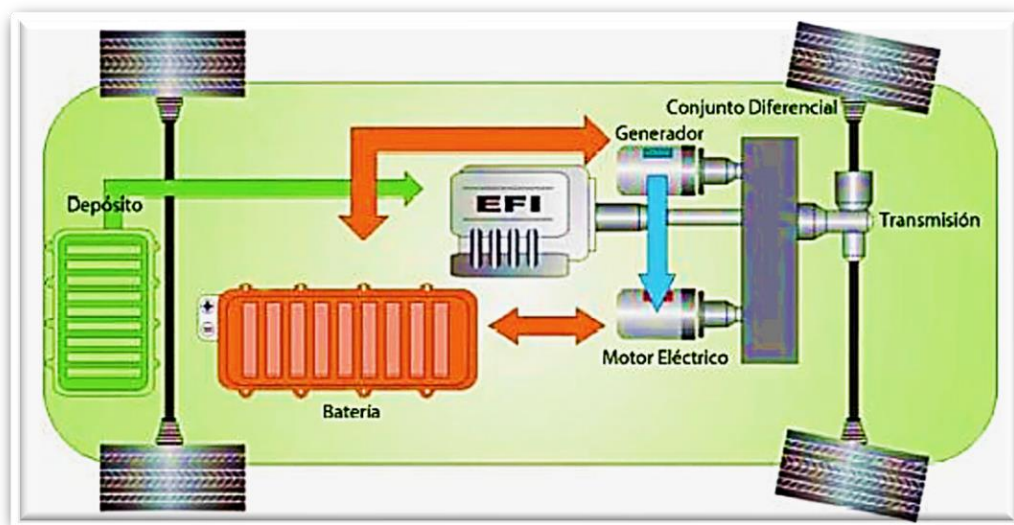 Conjunto Diferencial
Generador
Depósito
EFI
Transmisión
Motor Eléctrico
Batería